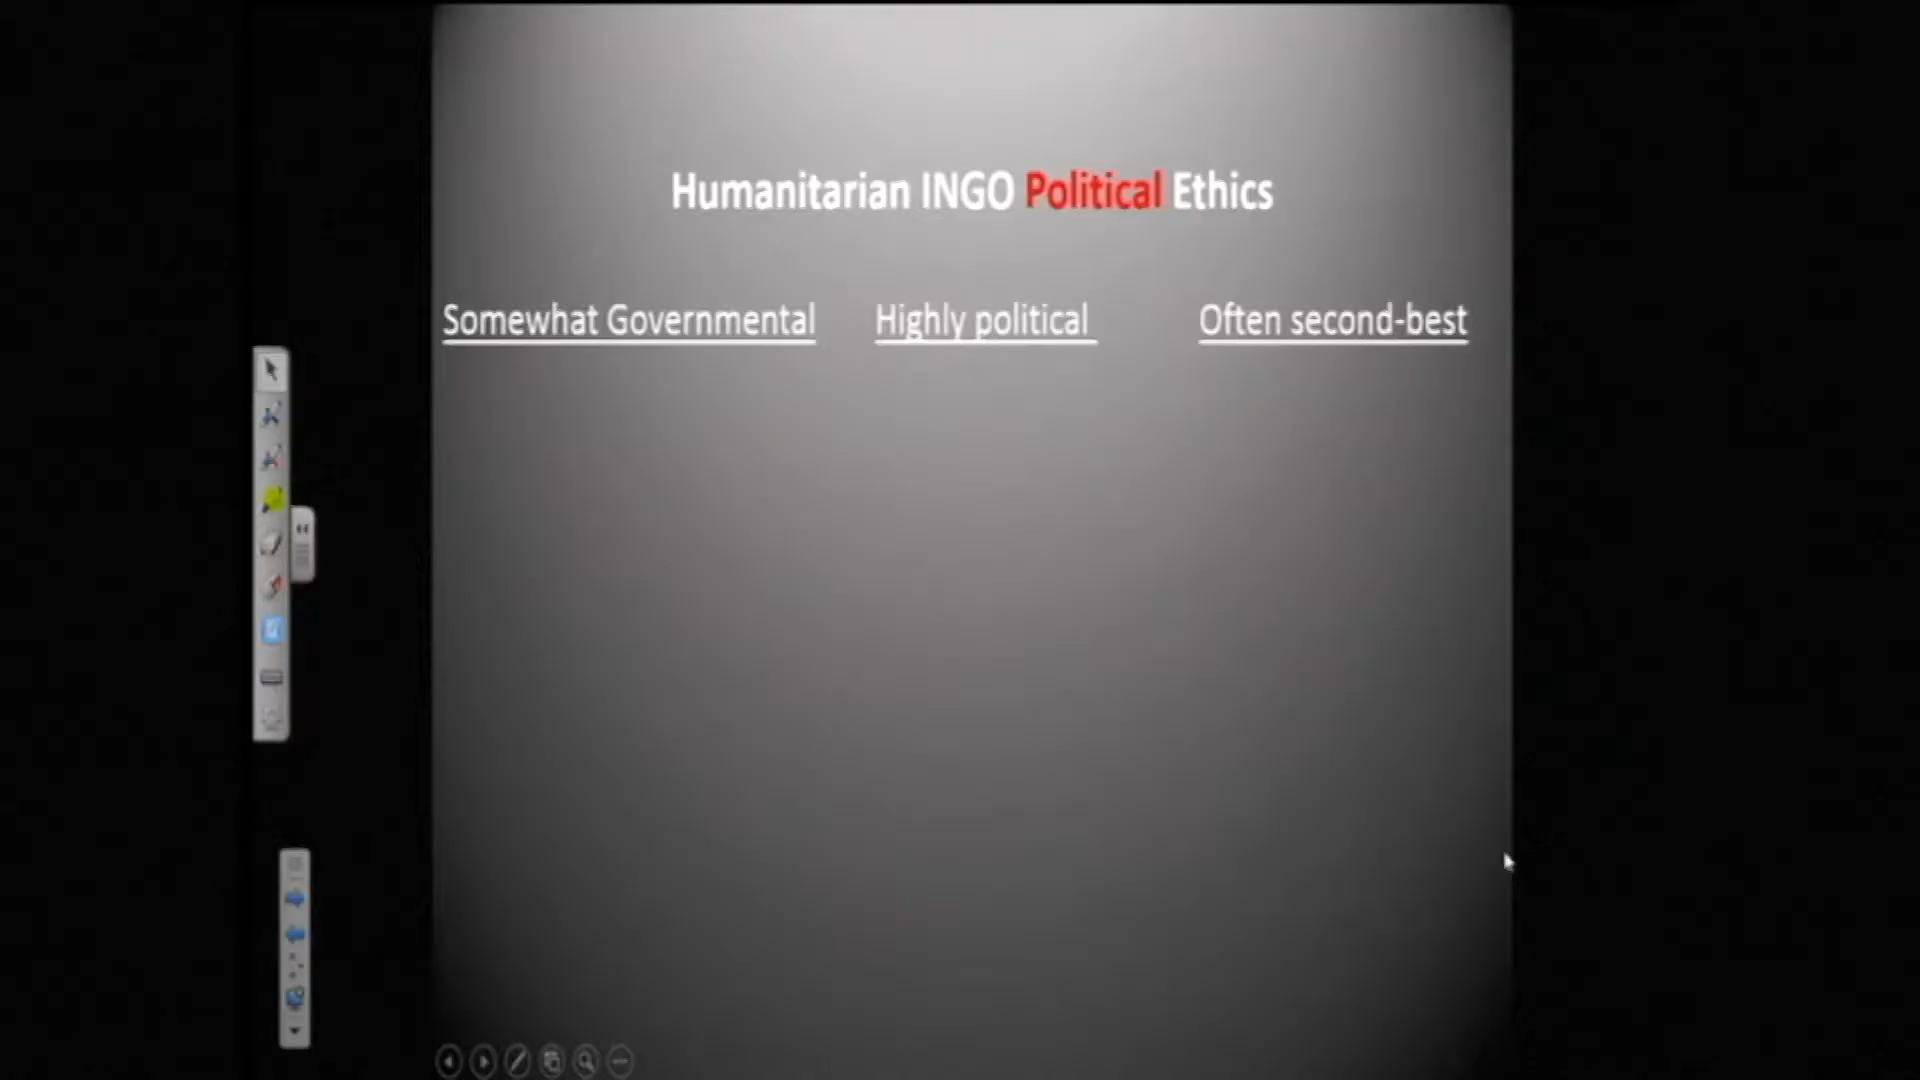 Humanitarian INGO Political Ethics
Somewhat Governmental Highly political Often second-best